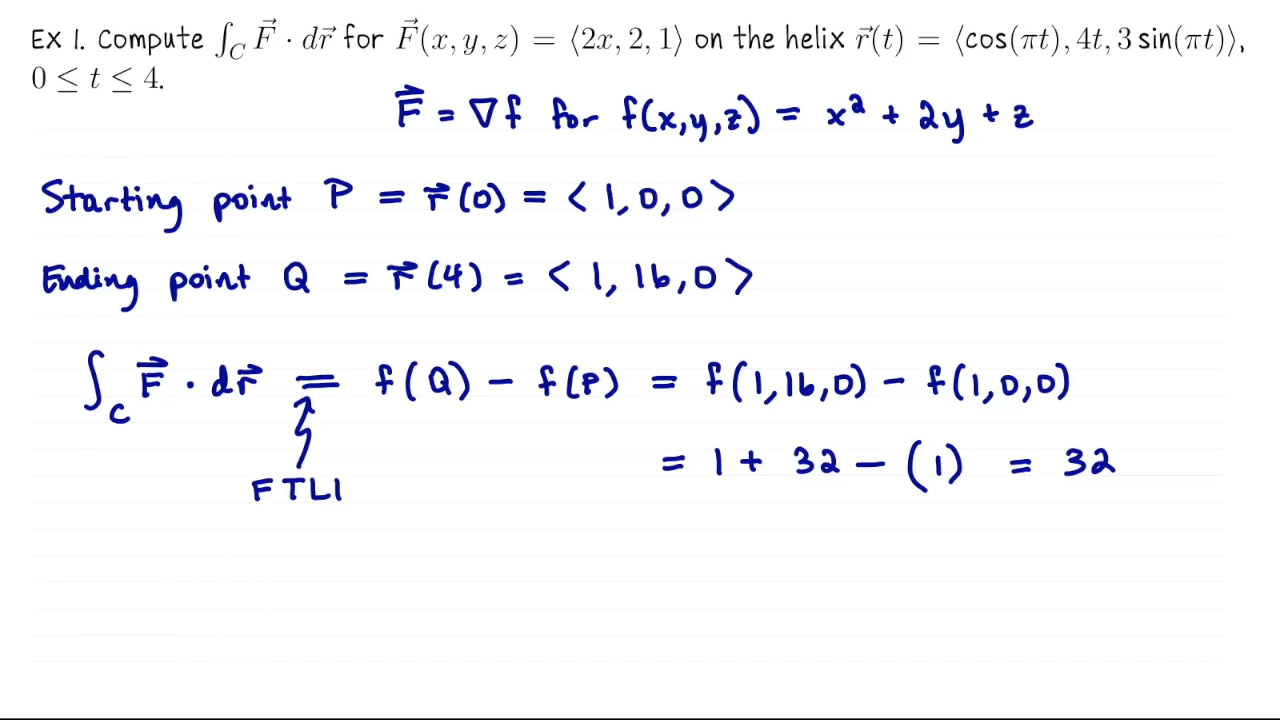 Ex 1. Compute ∫_C F⃗ · dr⃗ for F⃗(x, y, z) = ⟨2x, 2, 1⟩ on the helix r⃗(t) = ⟨cos(πt), 4t, 3 sin(πt)⟩,
0 ≤ t ≤ 4.
F⃗ = ∇f for f(x,y,z) = x² + 2y + z
Starting point P = r⃗(0) = <1, 0, 0>
Ending point Q = r⃗(4) = <1, 16, 0>
∫_C F⃗ · dr⃗ = f(Q) − f(P) = f(1,16,0) − f(1,0,0)
= 1 + 32 − (1) = 32
FTLI